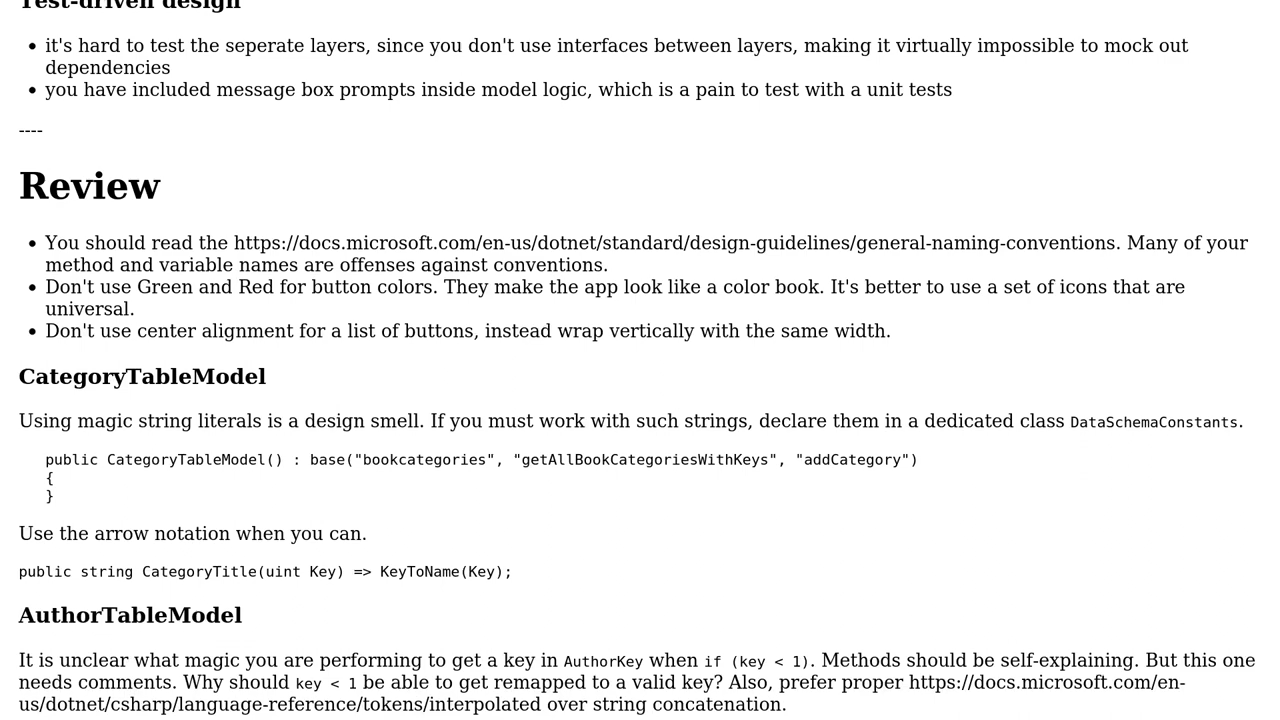 Test-driven design
• it's hard to test the seperate layers, since you don't use interfaces between layers, making it virtually impossible to mock out
dependencies
• you have included message box prompts inside model logic, which is a pain to test with a unit tests
----
Review
• You should read the https://docs.microsoft.com/en-us/dotnet/standard/design-guidelines/general-naming-conventions. Many of your
method and variable names are offenses against conventions.
• Don't use Green and Red for button colors. They make the app look like a color book. It's better to use a set of icons that are
universal.
• Don't use center alignment for a list of buttons, instead wrap vertically with the same width.
CategoryTableModel
Using magic string literals is a design smell. If you must work with such strings, declare them in a dedicated class DataSchemaConstants.
public CategoryTableModel() : base("bookcategories", "getAllBookCategoriesWithKeys", "addCategory")
{
}
Use the arrow notation when you can.
public string CategoryTitle(uint Key) => KeyToName(Key);
AuthorTableModel
It is unclear what magic you are performing to get a key in AuthorKey when if (key < 1). Methods should be self-explaining. But this one
needs comments. Why should key < 1 be able to get remapped to a valid key? Also, prefer proper https://docs.microsoft.com/en-
us/dotnet/csharp/language-reference/tokens/interpolated over string concatenation.